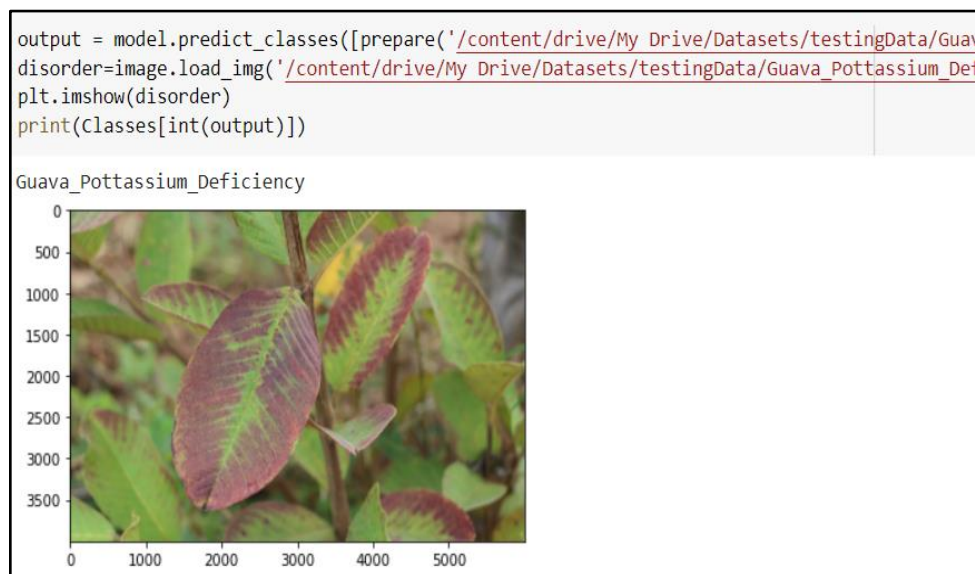 output = model.predict_classes([prepare('/content/drive/My Drive/Datasets/testingData/Guav
disorder=image.load_img('/content/drive/My Drive/Datasets/testingData/Guava_Pottassium_Def
plt.imshow(disorder)
print(Classes[int(output)])
Guava_Pottassium_Deficiency
0
500
1000
1500
2000
2500
3000
3500
0 1000 2000 3000 4000 5000